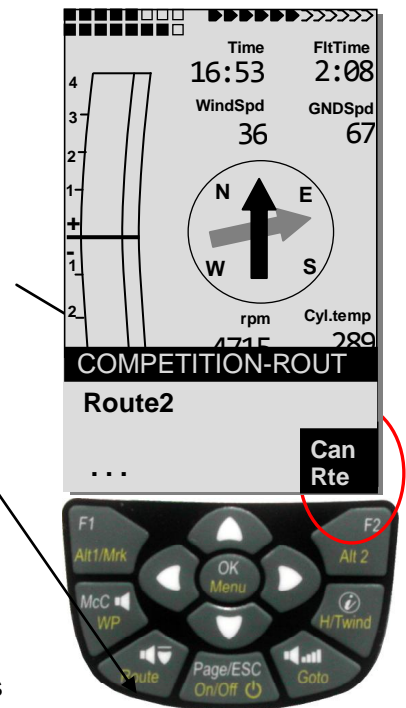 Time FltTime
16:53 2:08
WindSpd GNDSpd
36 67
4
3
2
1
+
-
1
2
N E
W S
rpm Cyl.temp
4715 289
COMPETITION-ROUT
Route2
Can
... Rte
F1 F2
Alt1/Mrk Alt 2
OK
Menu
McC i
WP H/Twind
Route Page/ESC Goto
On/Off
s